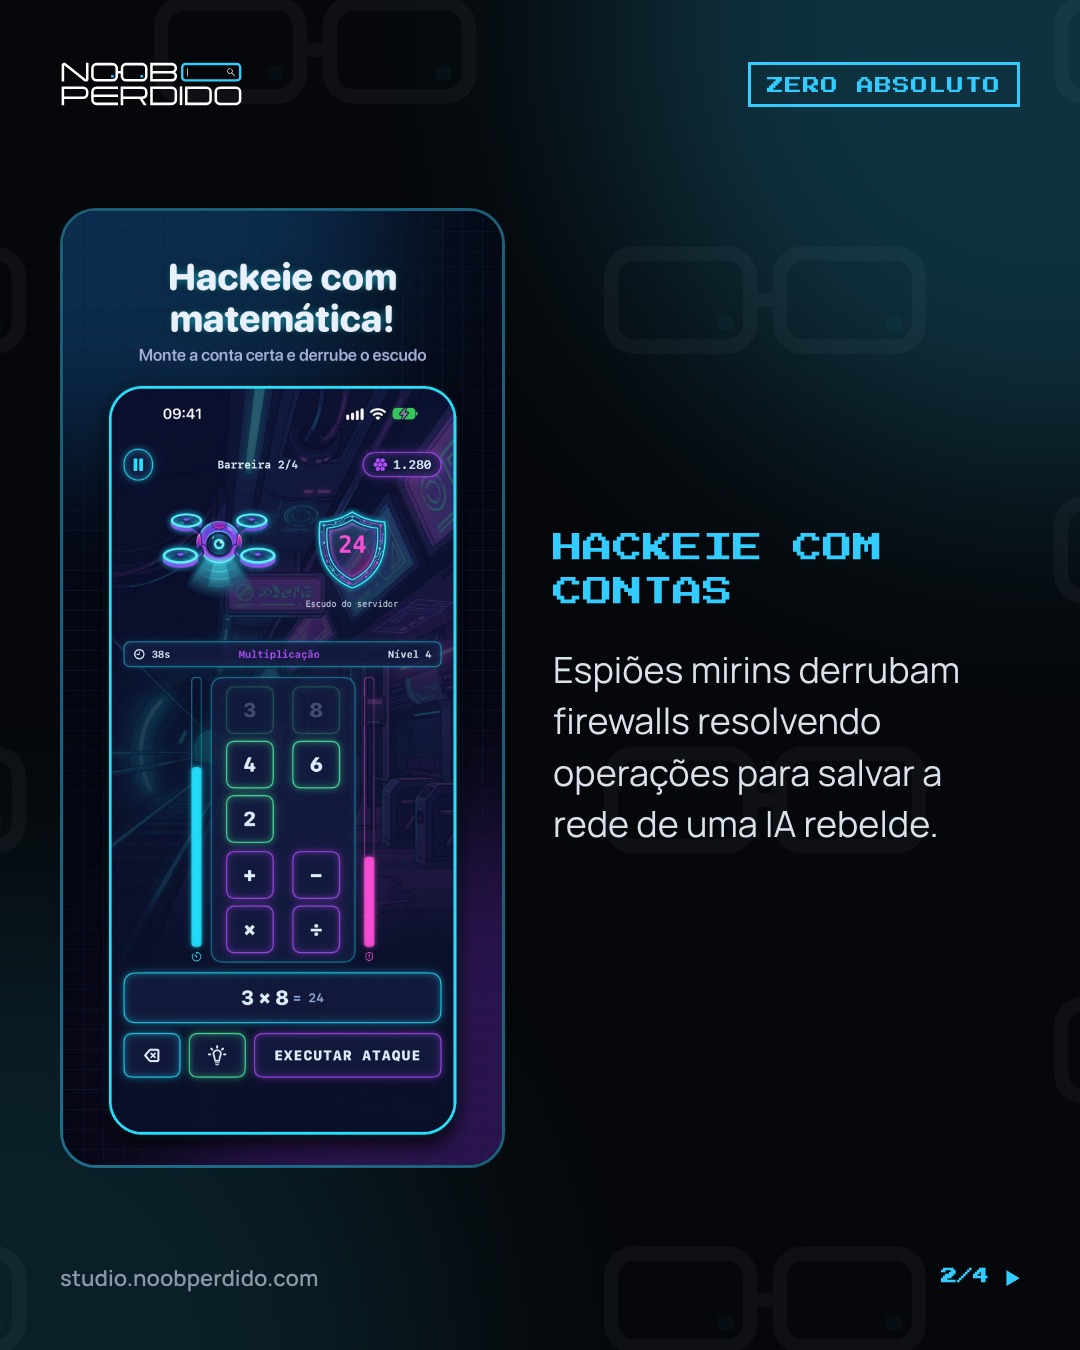 NOOB
PERDIDO
ZERO ABSOLUTO
Hackeie com
matemática!
Monte a conta certa e derrube o escudo
09:41
Barreira 2/4
1.280
24
Escudo do servidor
38s
Multiplicação
Nível 4
3 8
4 6
2
+ −
× ÷
3 × 8 = 24
EXECUTAR ATAQUE
HACKEIE COM
CONTAS
Espiões mirins derrubam
firewalls resolvendo
operações para salvar a
rede de uma IA rebelde.
studio.noobperdido.com
2/4